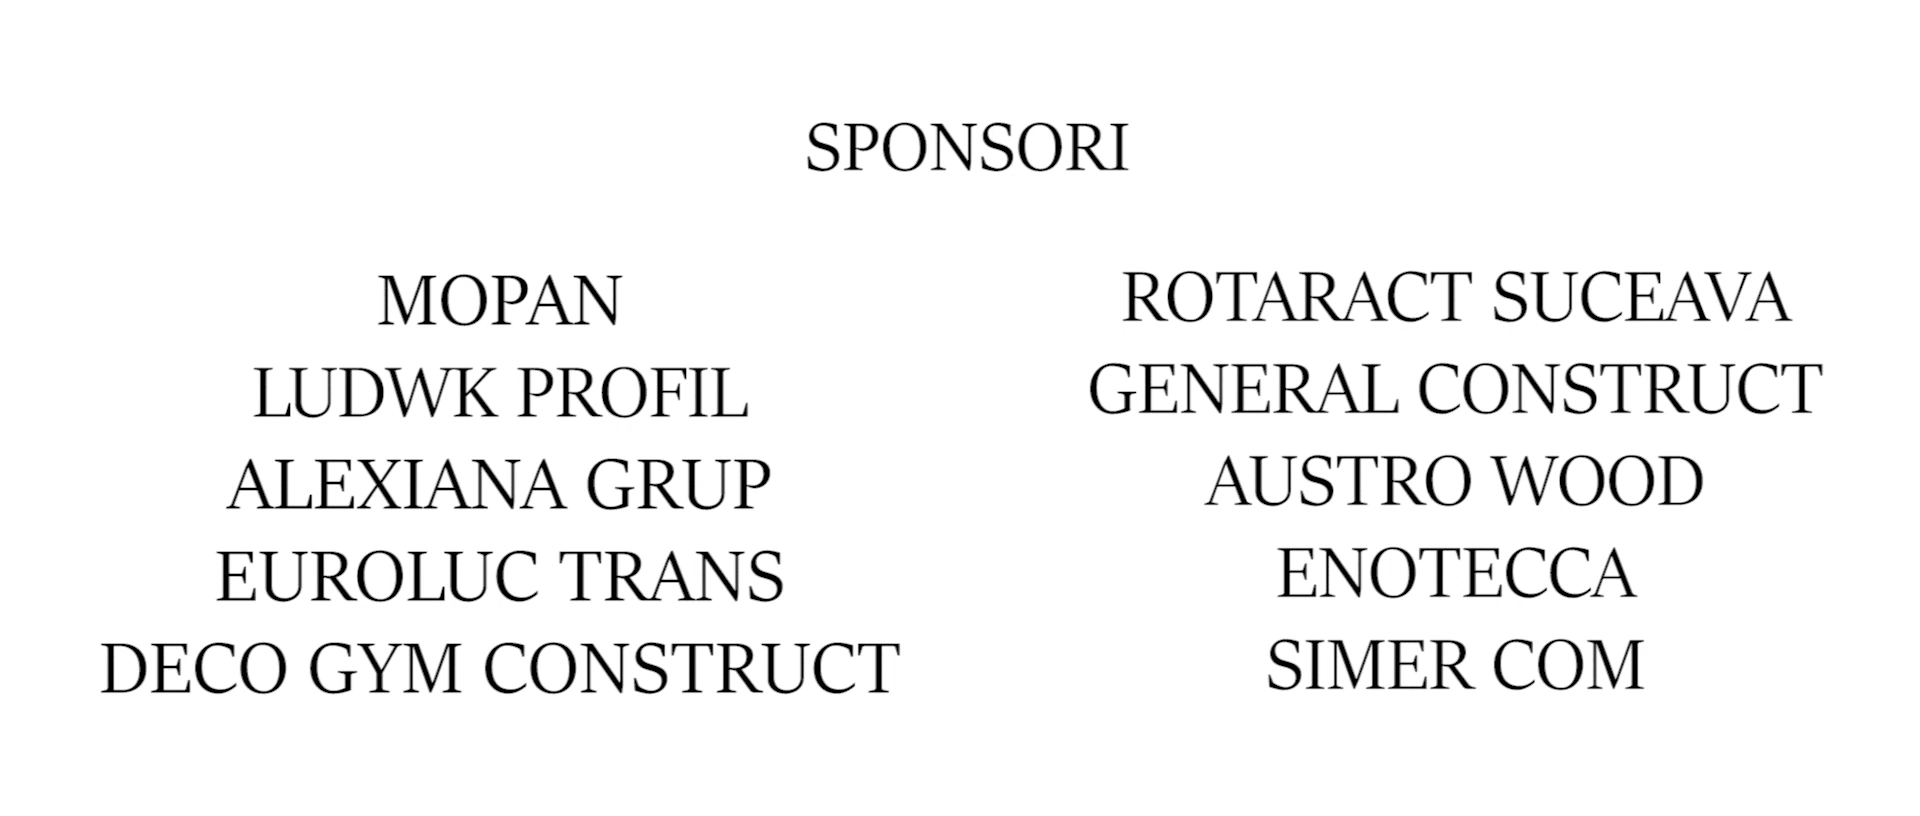 SPONSORI
MOPAN
LUDWK PROFIL
ALEXIANA GRUP
EUROLUC TRANS
DECO GYM CONSTRUCT
ROTARACT SUCEAVA
GENERAL CONSTRUCT
AUSTRO WOOD
ENOTECCA
SIMER COM